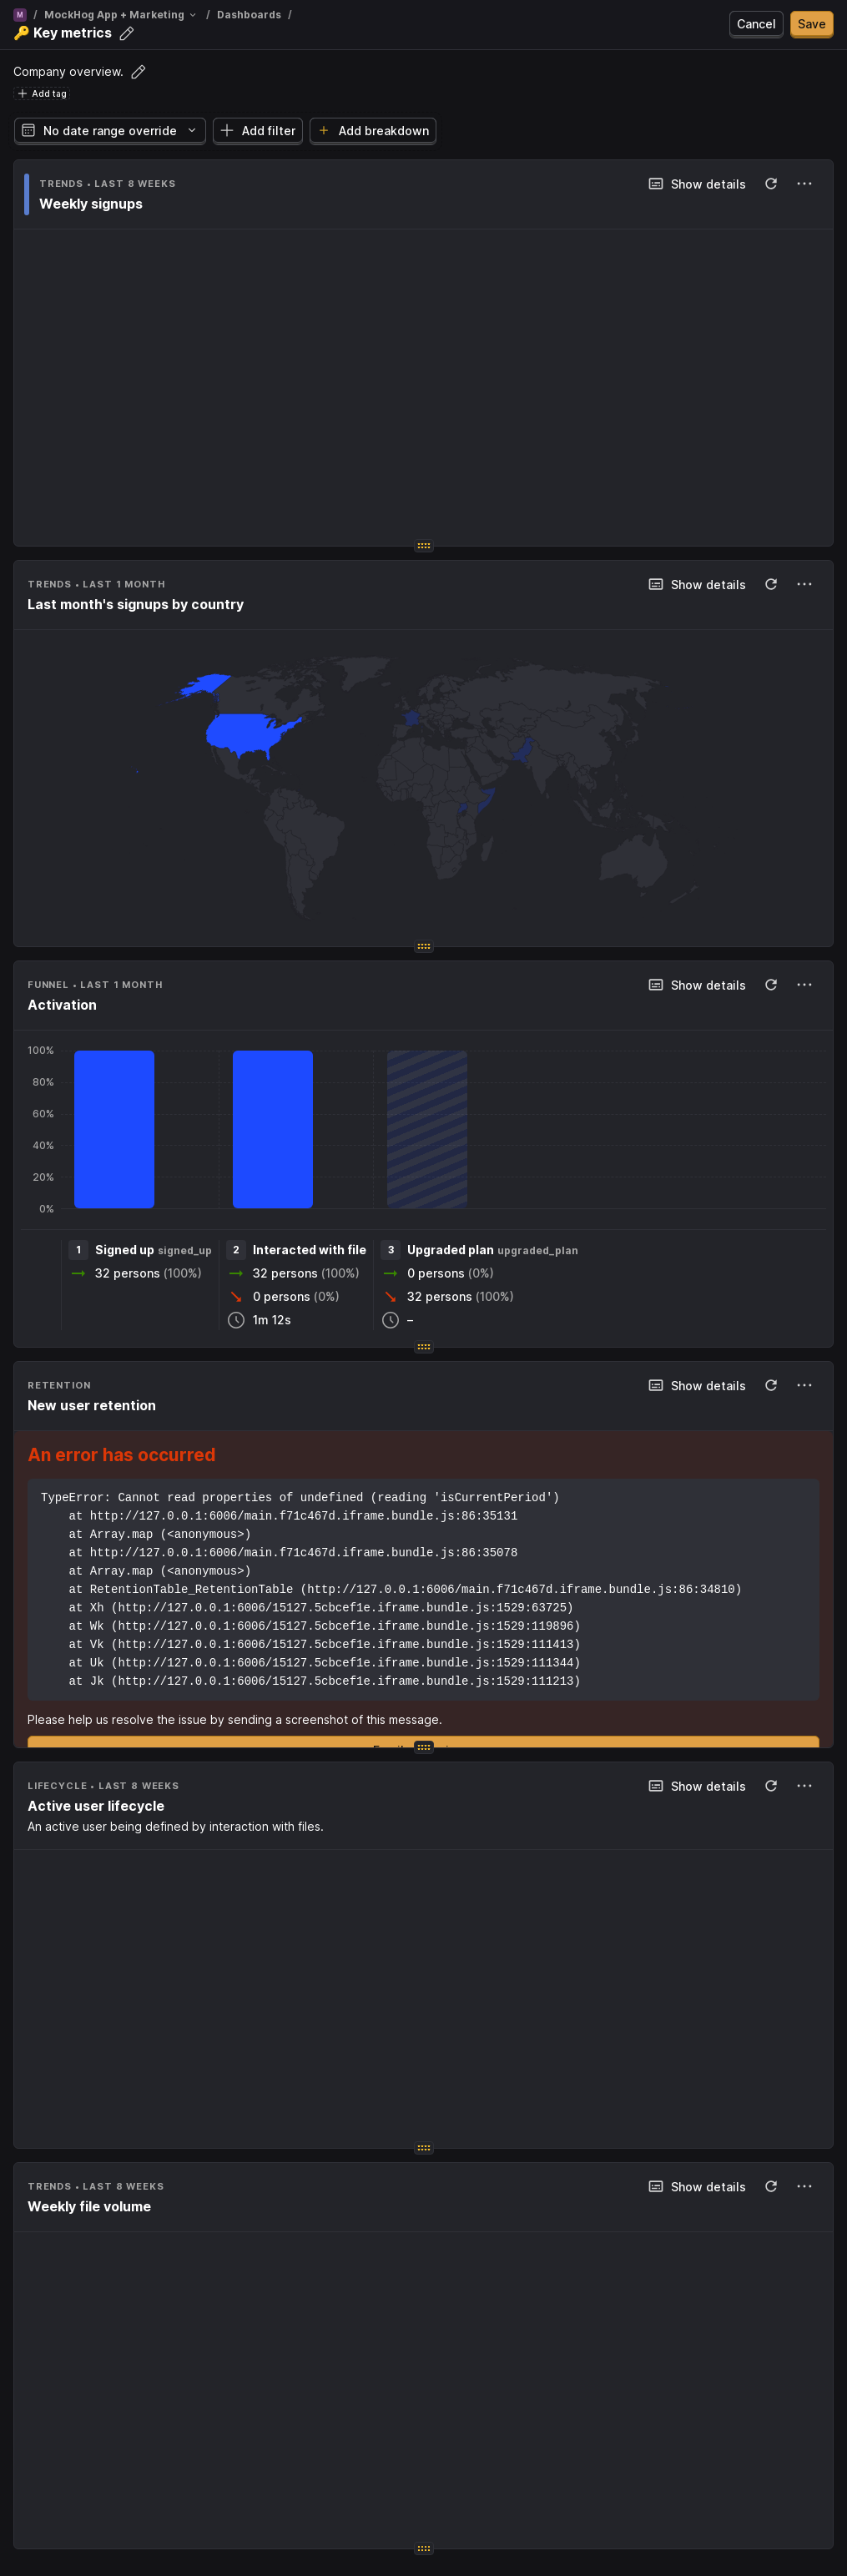 M / MockHog App + Marketing / Dashboards /
🔑 Key metrics
Cancel
Save
Company overview.
Add tag
No date range override
Add filter
Add breakdown
TRENDS • LAST 8 WEEKS
Show details
Weekly signups
TRENDS • LAST 1 MONTH
Show details
Last month's signups by country
FUNNEL • LAST 1 MONTH
Show details
Activation
100%
80%
60%
40%
20%
0%
1 Signed up signed_up
32 persons (100%)
2 Interacted with file
32 persons (100%)
0 persons (0%)
1m 12s
3 Upgraded plan upgraded_plan
0 persons (0%)
32 persons (100%)
–
RETENTION
Show details
New user retention
An error has occurred
TypeError: Cannot read properties of undefined (reading 'isCurrentPeriod')
at http://127.0.0.1:6006/main.f71c467d.iframe.bundle.js:86:35131
at Array.map (<anonymous>)
at http://127.0.0.1:6006/main.f71c467d.iframe.bundle.js:86:35078
at Array.map (<anonymous>)
at RetentionTable_RetentionTable (http://127.0.0.1:6006/main.f71c467d.iframe.bundle.js:86:34810)
at Xh (http://127.0.0.1:6006/15127.5cbcef1e.iframe.bundle.js:1529:63725)
at Wk (http://127.0.0.1:6006/15127.5cbcef1e.iframe.bundle.js:1529:119896)
at Vk (http://127.0.0.1:6006/15127.5cbcef1e.iframe.bundle.js:1529:111413)
at Uk (http://127.0.0.1:6006/15127.5cbcef1e.iframe.bundle.js:1529:111344)
at Jk (http://127.0.0.1:6006/15127.5cbcef1e.iframe.bundle.js:1529:111213)
Please help us resolve the issue by sending a screenshot of this message.
LIFECYCLE • LAST 8 WEEKS
Show details
Active user lifecycle
An active user being defined by interaction with files.
TRENDS • LAST 8 WEEKS
Show details
Weekly file volume